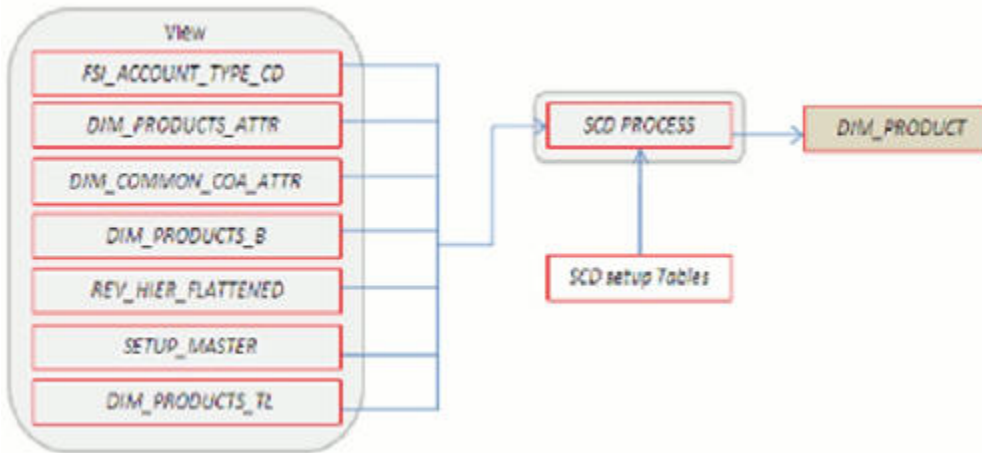 View
FSI_ACCOUNT_TYPE_CD
DIM_PRODUCTS_ATTR
DIM_COMMON_COA_ATTR
DIM_PRODUCTS_B
REV_HIER_FLATTENED
SETUP_MASTER
DIM_PRODUCTS_TL
SCD PROCESS
SCD setup Tables
DIM_PRODUCT